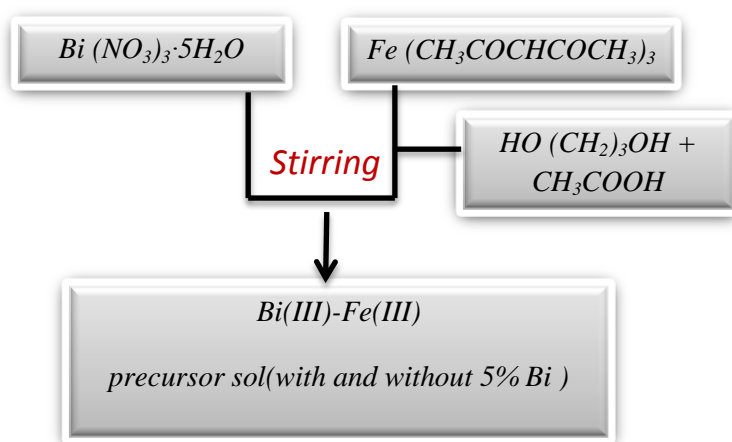 Bi (NO₃)₃·5H₂O
Fe (CH₃COCHCOCH₃)₃
HO (CH₂)₃OH +
CH₃COOH
Stirring
Bi(III)-Fe(III)
precursor sol(with and without 5% Bi )